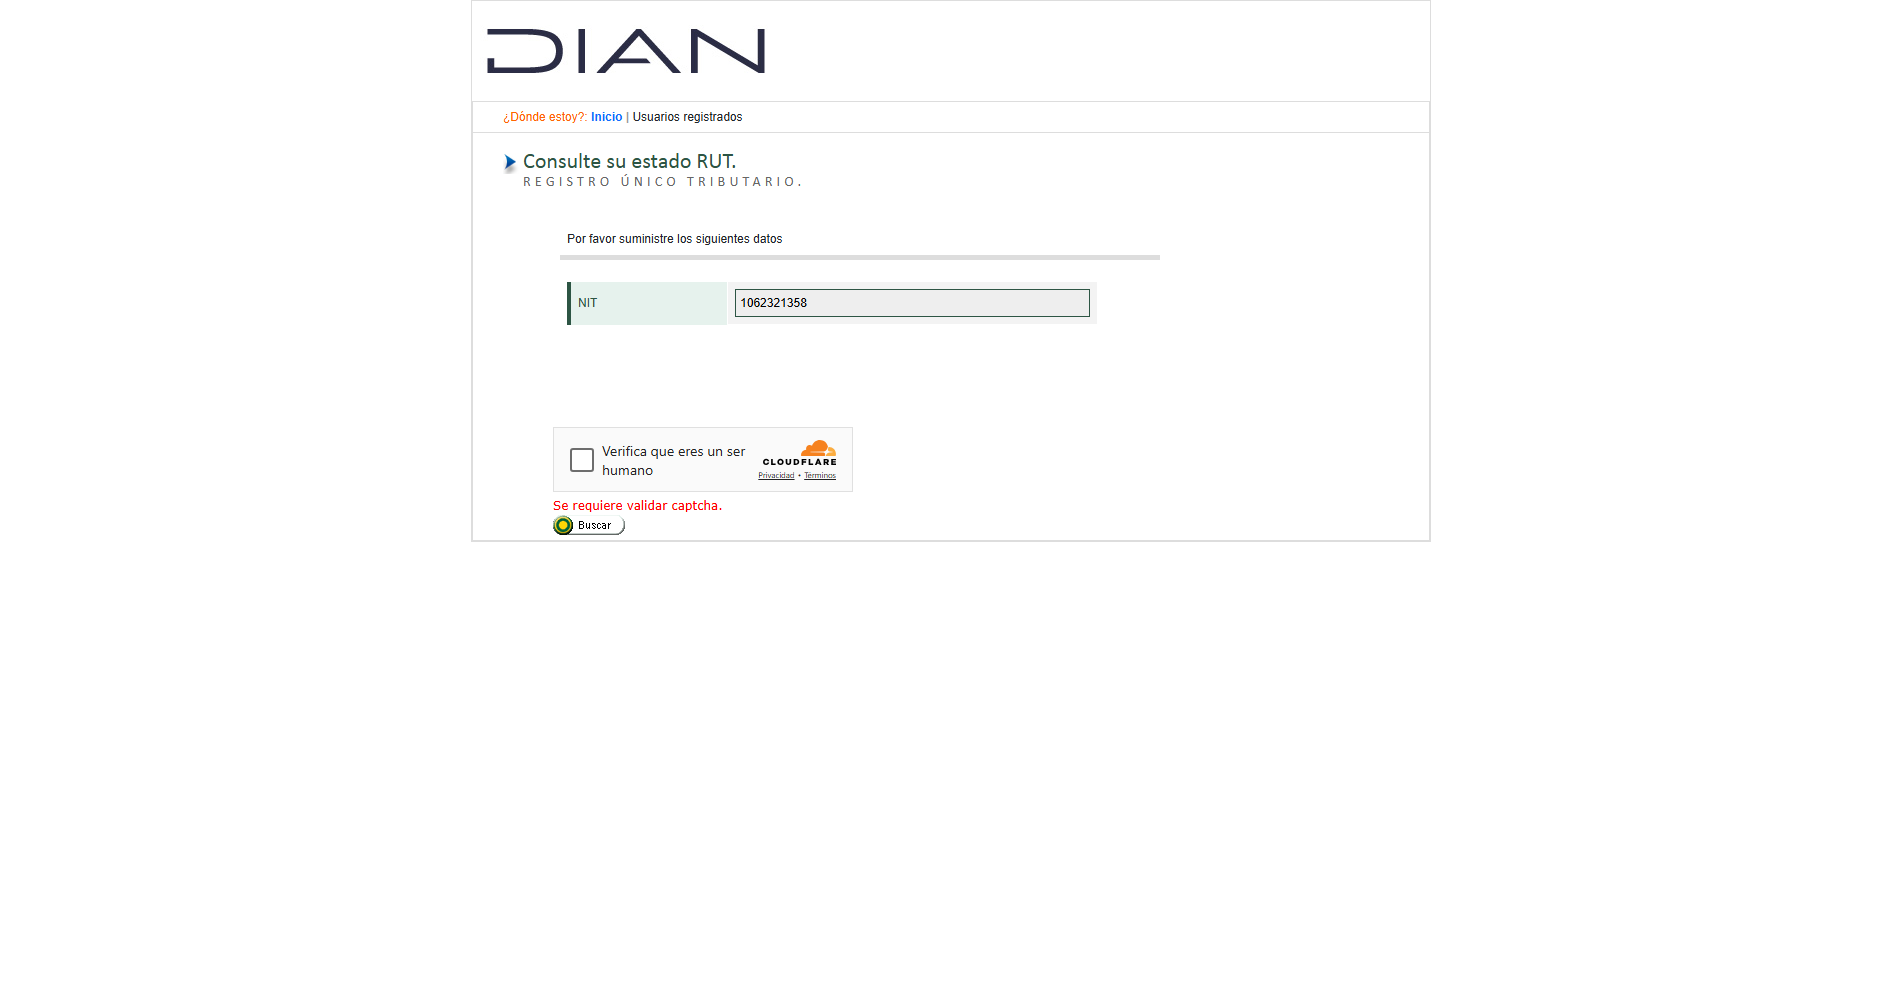 DIAN
¿Dónde estoy?: Inicio | Usuarios registrados
Consulte su estado RUT.
REGISTRO ÚNICO TRIBUTARIO.
Por favor suministre los siguientes datos
NIT
1062321358
Verifica que eres un ser
humano
CLOUDFLARE
Privacidad • Términos
Se requiere validar captcha.
Buscar